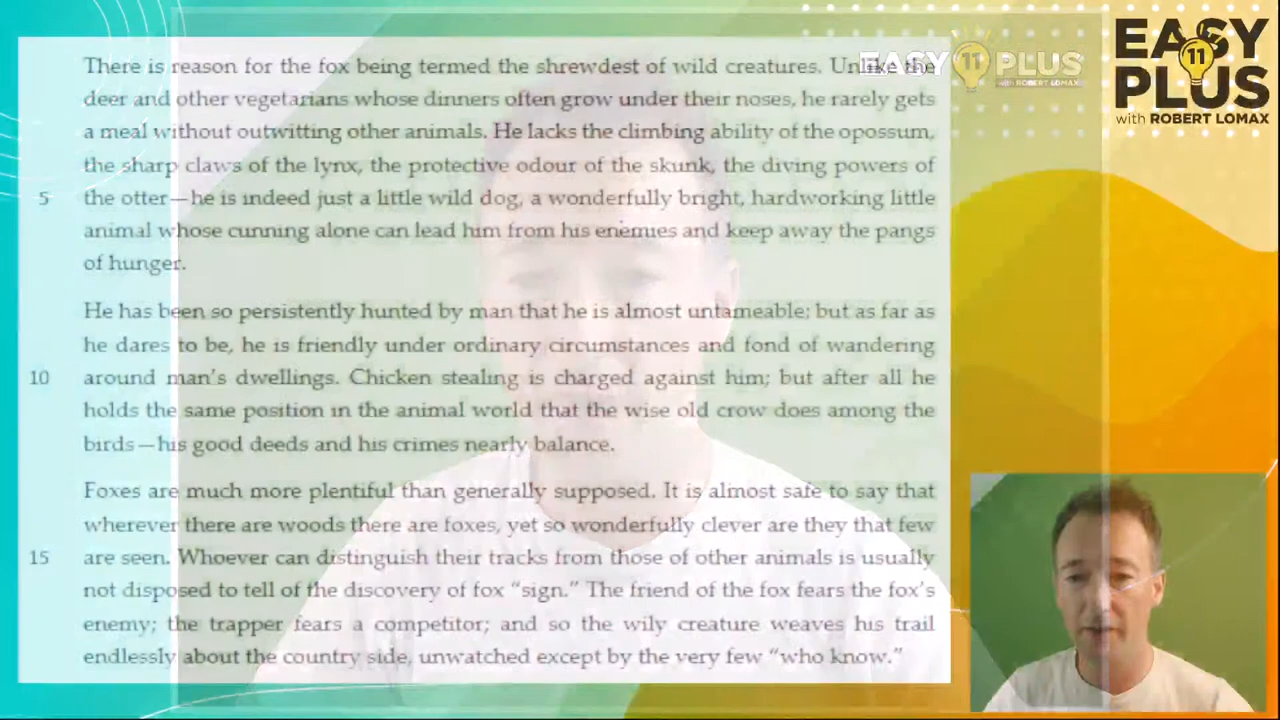 There is reason for the fox being termed the shrewdest of wild creatures. Unlike the
deer and other vegetarians whose dinners often grow under their noses, he rarely gets
a meal without outwitting other animals. He lacks the climbing ability of the opossum,
the sharp claws of the lynx, the protective odour of the skunk, the diving powers of
5 the otter—he is indeed just a little wild dog, a wonderfully bright, hardworking little
animal whose cunning alone can lead him from his enemies and keep away the pangs
of hunger.
He has been so persistently hunted by man that he is almost untameable; but as far as
he dares to be, he is friendly under ordinary circumstances and fond of wandering
10 around man's dwellings. Chicken stealing is charged against him; but after all he
holds the same position in the animal world that the wise old crow does among the
birds—his good deeds and his crimes nearly balance.
Foxes are much more plentiful than generally supposed. It is almost safe to say that
wherever there are woods there are foxes, yet so wonderfully clever are they that few
15 are seen. Whoever can distinguish their tracks from those of other animals is usually
not disposed to tell of the discovery of fox “sign.” The friend of the fox fears the fox's
enemy; the trapper fears a competitor; and so the wily creature weaves his trail
endlessly about the country side, unwatched except by the very few “who know.”
EASY 11 PLUS
with ROBERT LOMAX
EASY
11
PLUS
with ROBERT LOMAX